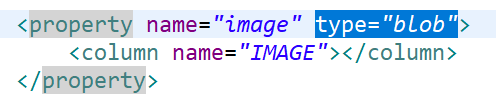 <property name="image" type="blob">
<column name="IMAGE"></column>
</property>